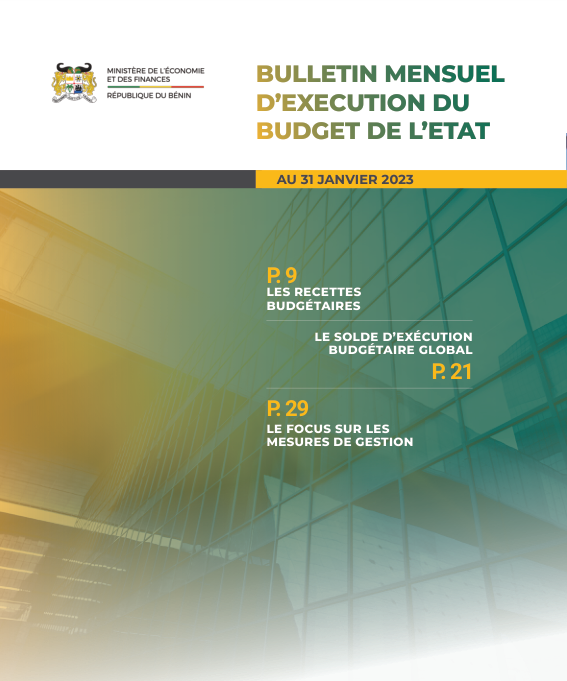 MINISTÈRE DE L'ÉCONOMIE
ET DES FINANCES
RÉPUBLIQUE DU BÉNIN
BULLETIN MENSUEL
D'EXECUTION DU
BUDGET DE L'ETAT
AU 31 JANVIER 2023
P. 9
LES RECETTES
BUDGÉTAIRES
LE SOLDE D'EXÉCUTION
BUDGÉTAIRE GLOBAL
P. 21
P. 29
LE FOCUS SUR LES
MESURES DE GESTION